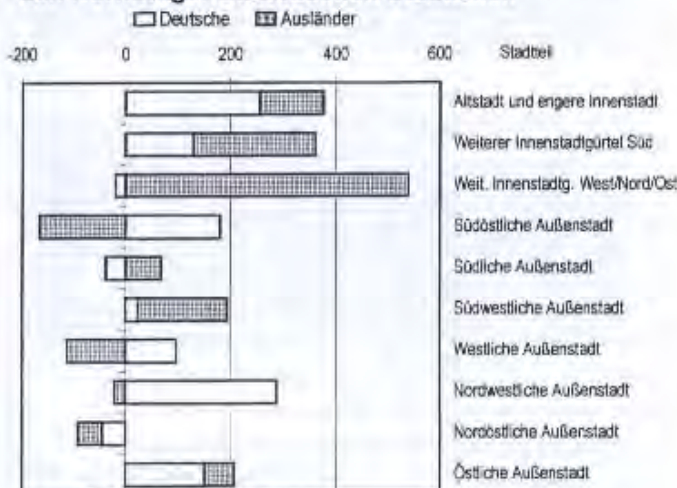 Deutsche Ausländer
-200 0 200 400 600 Stadtteil
Altstadt und engere Innenstadt
Weiterer Innenstadtgürtel Süd
Weit. Innenstadtg. West/Nord/Ost
Südöstliche Außenstadt
Südliche Außenstadt
Südwestliche Außenstadt
Westliche Außenstadt
Nordwestliche Außenstadt
Nordöstliche Außenstadt
Östliche Außenstadt